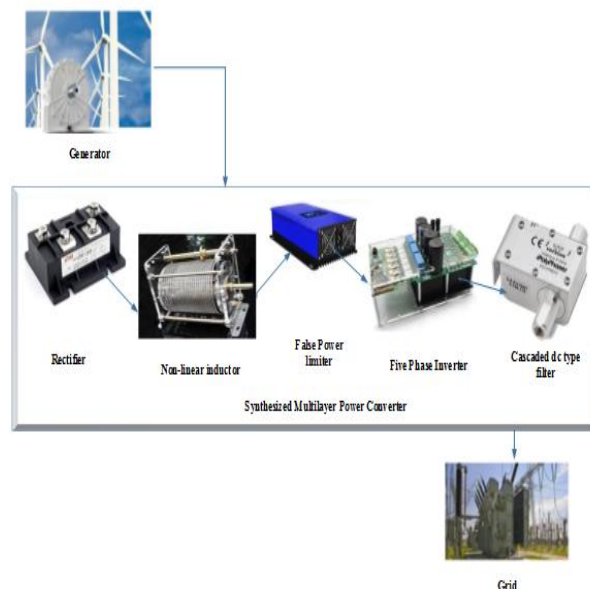 Generator
Rectifier
Non-linear inductor
False Power
limiter
Five Phase Inverter
Cascaded dc type
filter
Synthesized Multilayer Power Converter
Grid